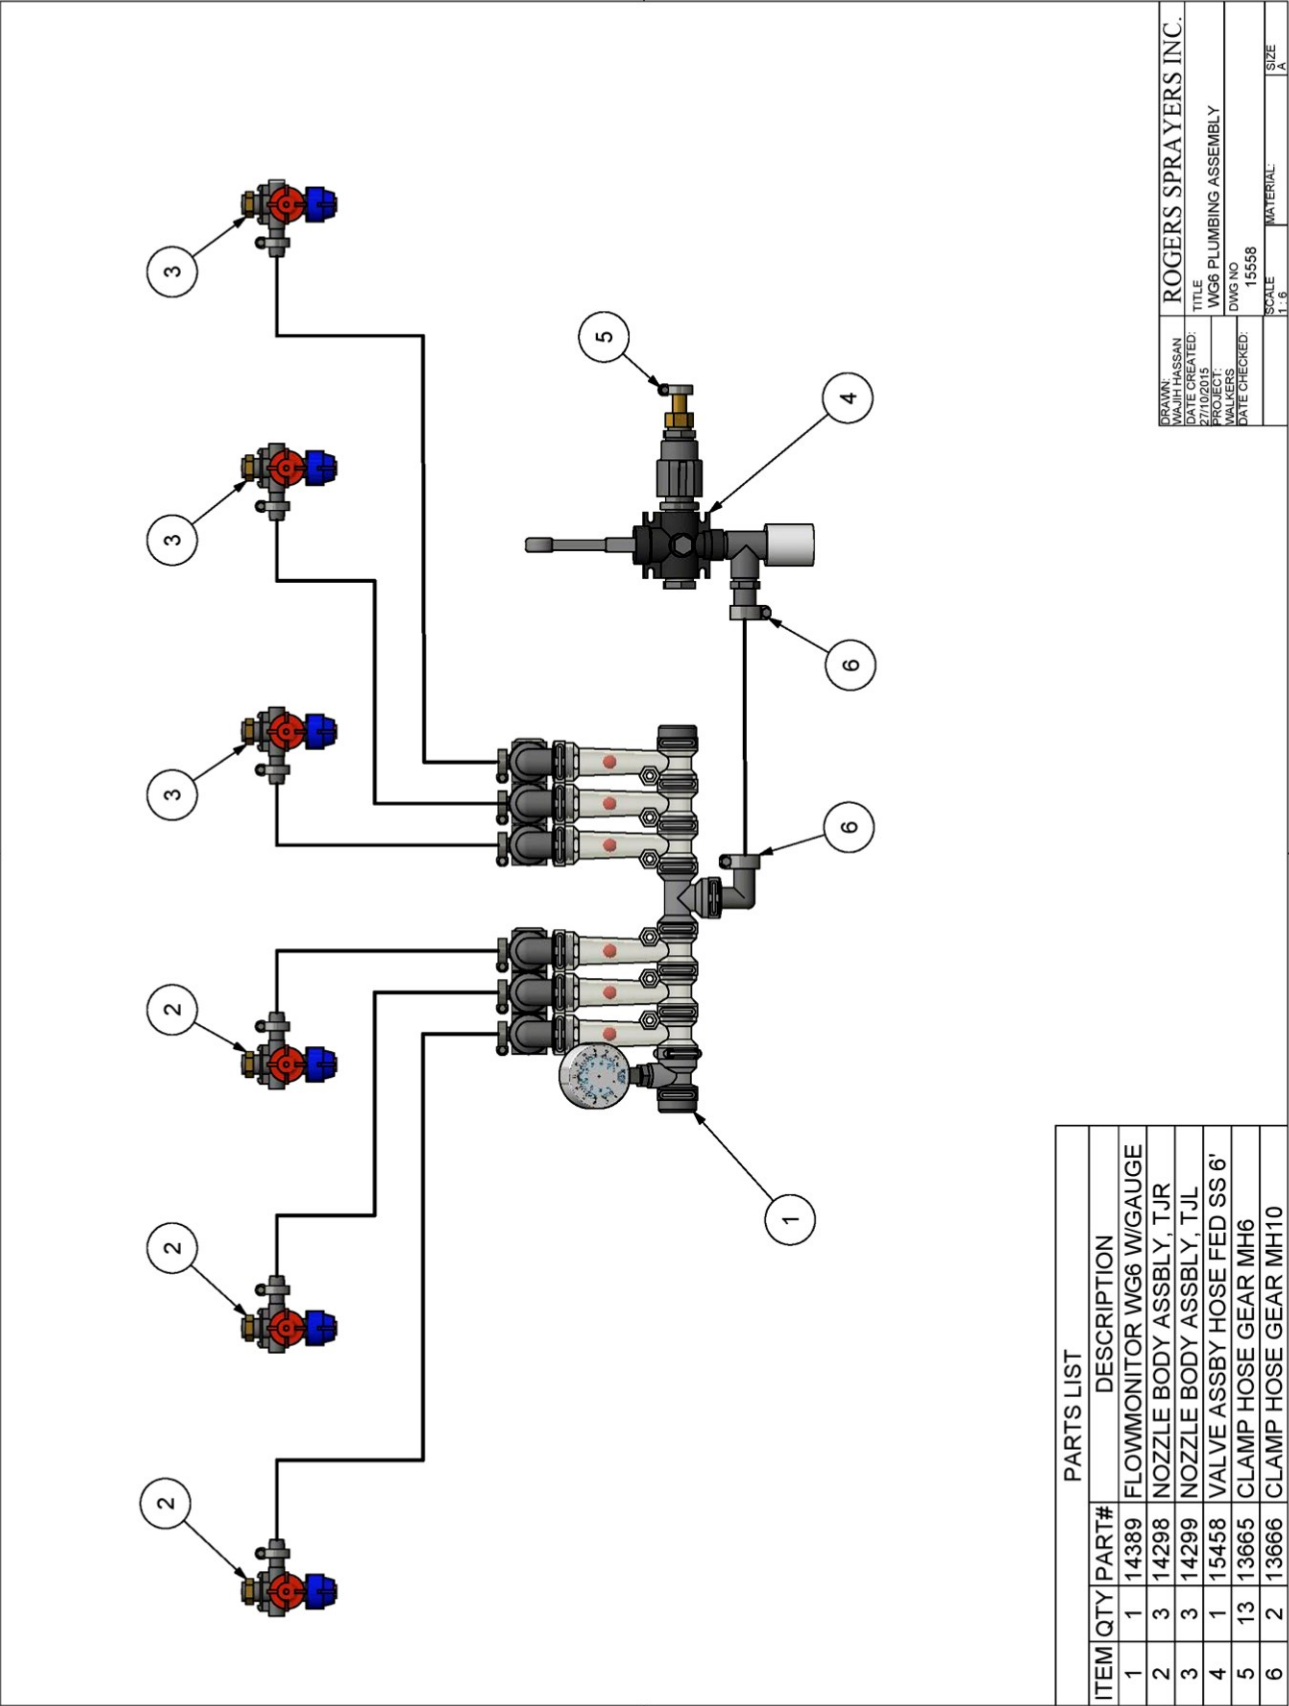 3
3
3
2
2
2
5
4
6
6
1
PARTS LIST
ITEM QTY PART# DESCRIPTION
1 1 14389 FLOWMONITOR WG6 W/GAUGE
2 3 14298 NOZZLE BODY ASSBLY, TJR
3 3 14299 NOZZLE BODY ASSBLY, TJL
4 1 15458 VALVE ASSBY HOSE FED SS 6'
5 13 13665 CLAMP HOSE GEAR MH6
6 2 13666 CLAMP HOSE GEAR MH10
DRAWN:
WAJIH HASSAN
DATE CREATED:
27/10/2015
PROJECT:
WALKERS
DATE CHECKED:
ROGERS SPRAYERS INC.
TITLE
WG6 PLUMBING ASSEMBLY
DWG NO
15558
SCALE
1 : 6
MATERIAL:
SIZE
A